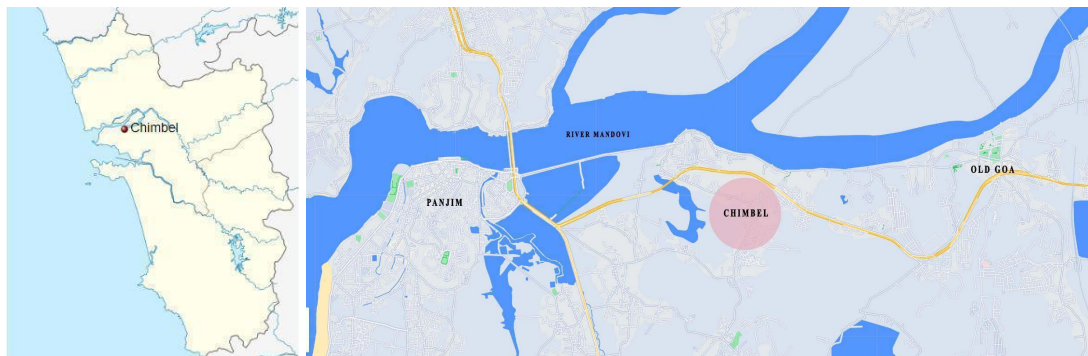 Chimbel
RIVER MANDOVI
OLD GOA
PANJIM
CHIMBEL